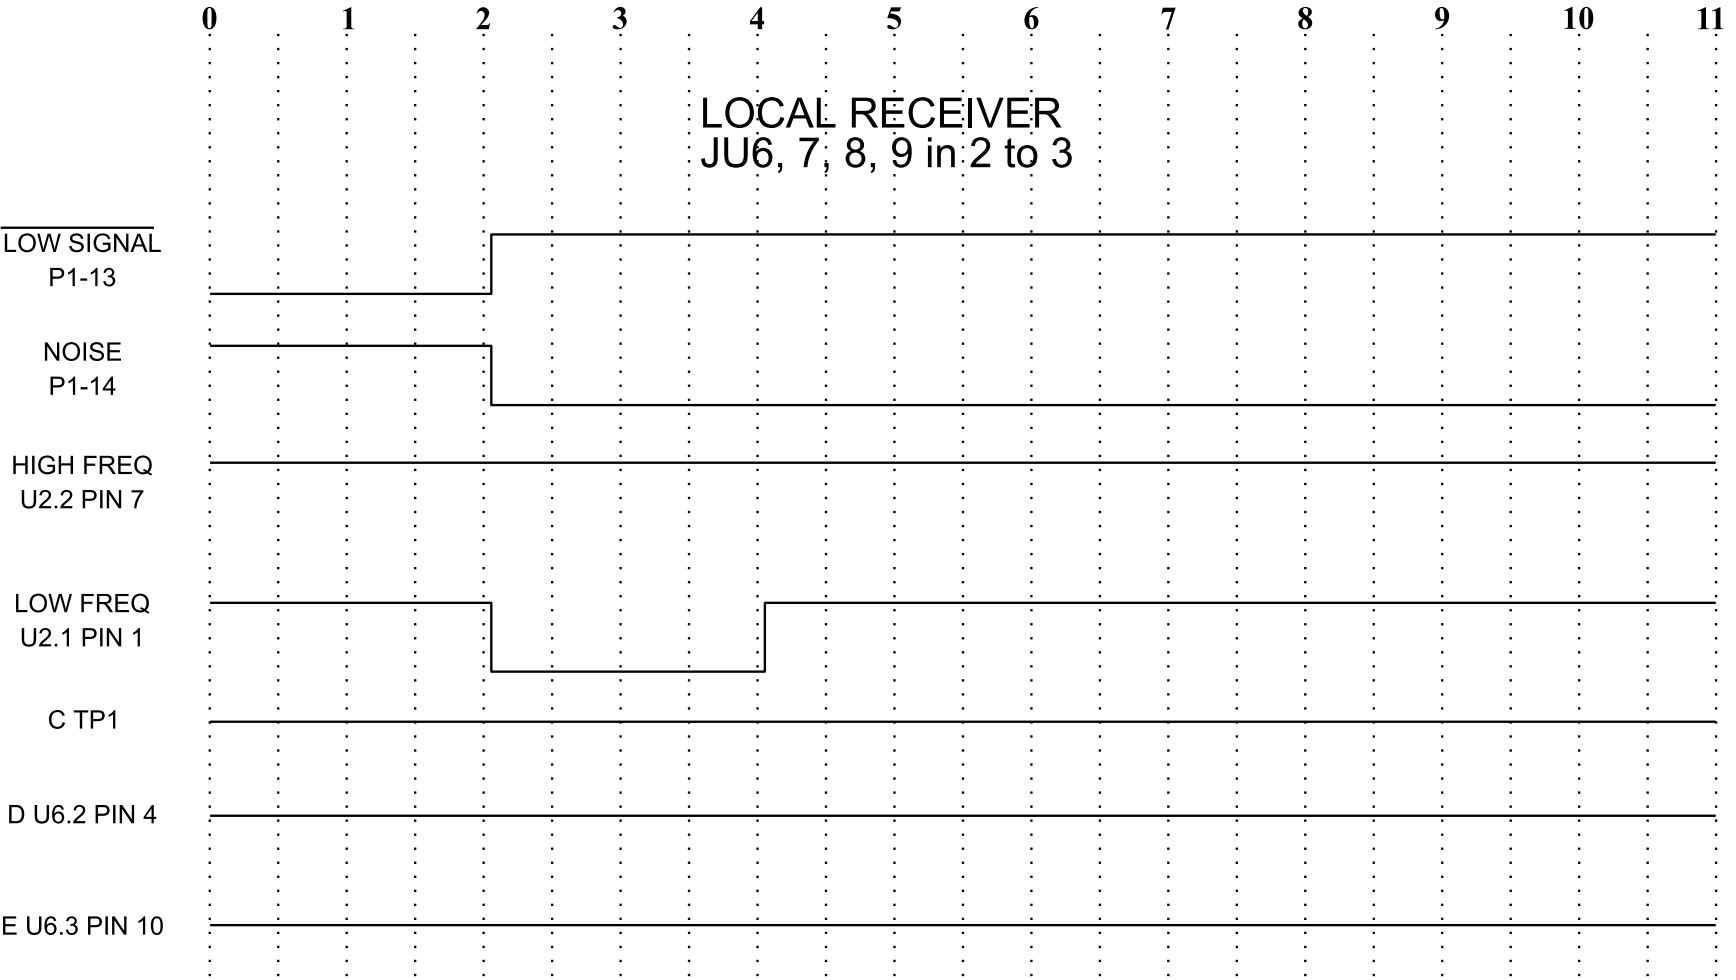 0 1 2 3 4 5 6 7 8 9 10 11
LOCAL RECEIVER
JU6, 7, 8, 9 in 2 to 3
LOW SIGNAL
P1-13
NOISE
P1-14
HIGH FREQ
U2.2 PIN 7
LOW FREQ
U2.1 PIN 1
C TP1
D U6.2 PIN 4
E U6.3 PIN 10